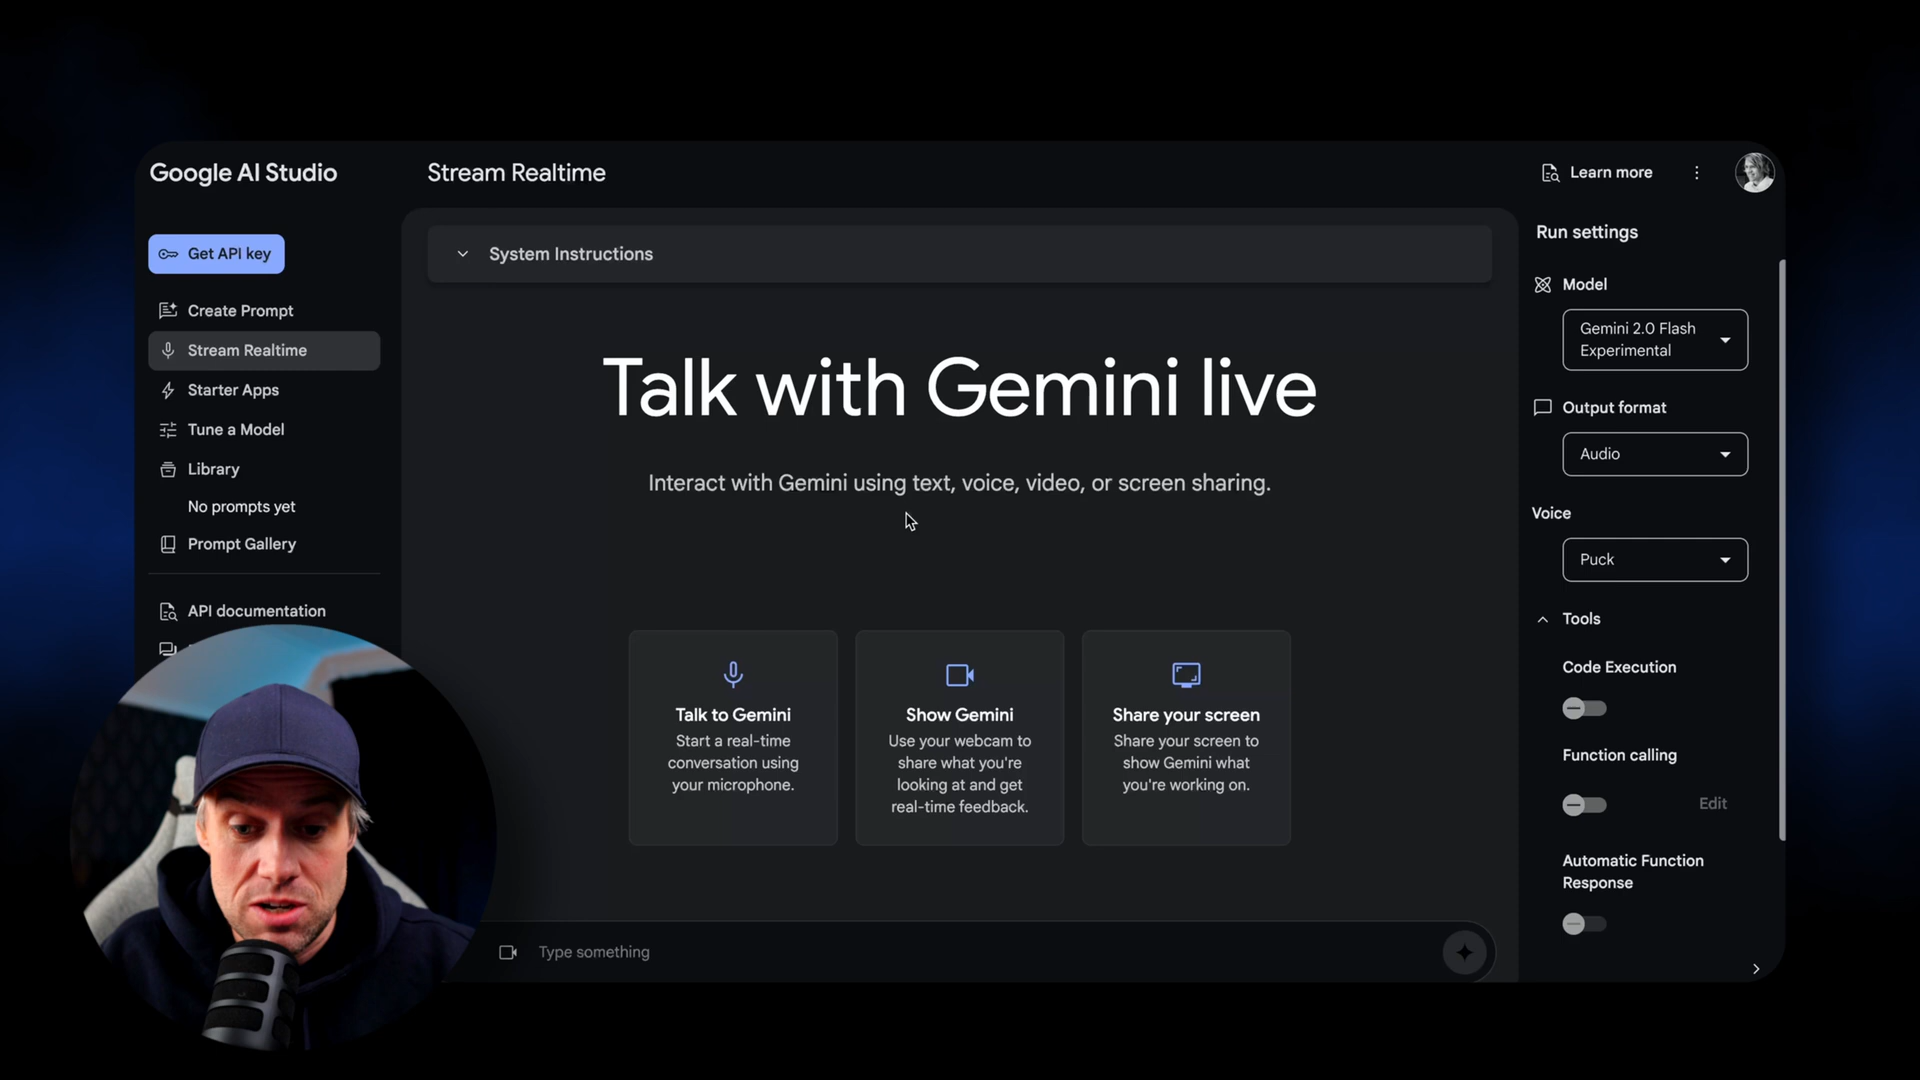 Google AI Studio
Stream Realtime
Learn more
Get API key
Create Prompt
Stream Realtime
Starter Apps
Tune a Model
Library
No prompts yet
Prompt Gallery
API documentation
System Instructions
Talk with Gemini live
Interact with Gemini using text, voice, video, or screen sharing.
Talk to Gemini
Start a real-time
conversation using
your microphone.
Show Gemini
Use your webcam to
share what you're
looking at and get
real-time feedback.
Share your screen
Share your screen to
show Gemini what
you're working on.
Type something
Run settings
Model
Gemini 2.0 Flash
Experimental
Output format
Audio
Voice
Puck
Tools
Code Execution
Function calling
Edit
Automatic Function
Response